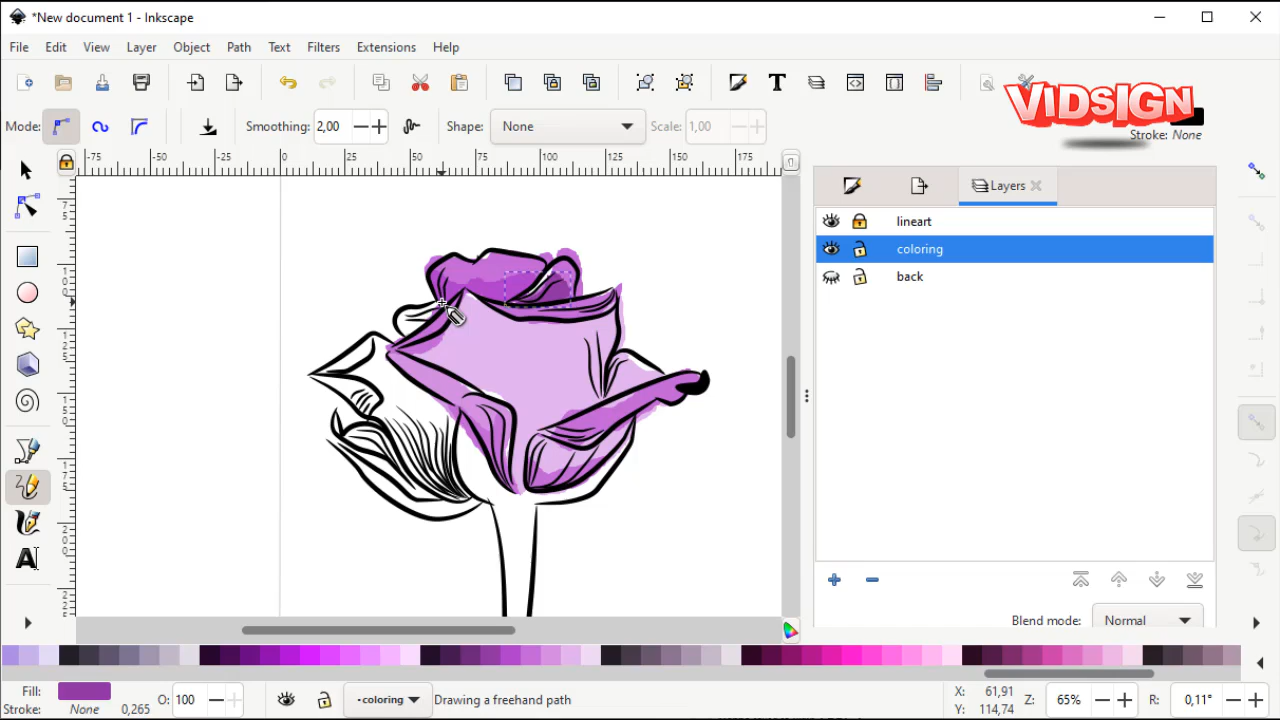 *New document 1 - Inkscape
File Edit View Layer Object Path Text Filters Extensions Help
VIDSIGN
Mode: Smoothing: 2,00 Shape: None Scale: 1,00 Stroke: None
-75 -50 -25 0 25 50 75 100 125 150 175
Layers
lineart
coloring
back
Blend mode: Normal
Fill:
Stroke: None 0,265
O: 100
coloring
Drawing a freehand path
X: 61,91
Y: 114,74
Z: 65%
R: 0,11°